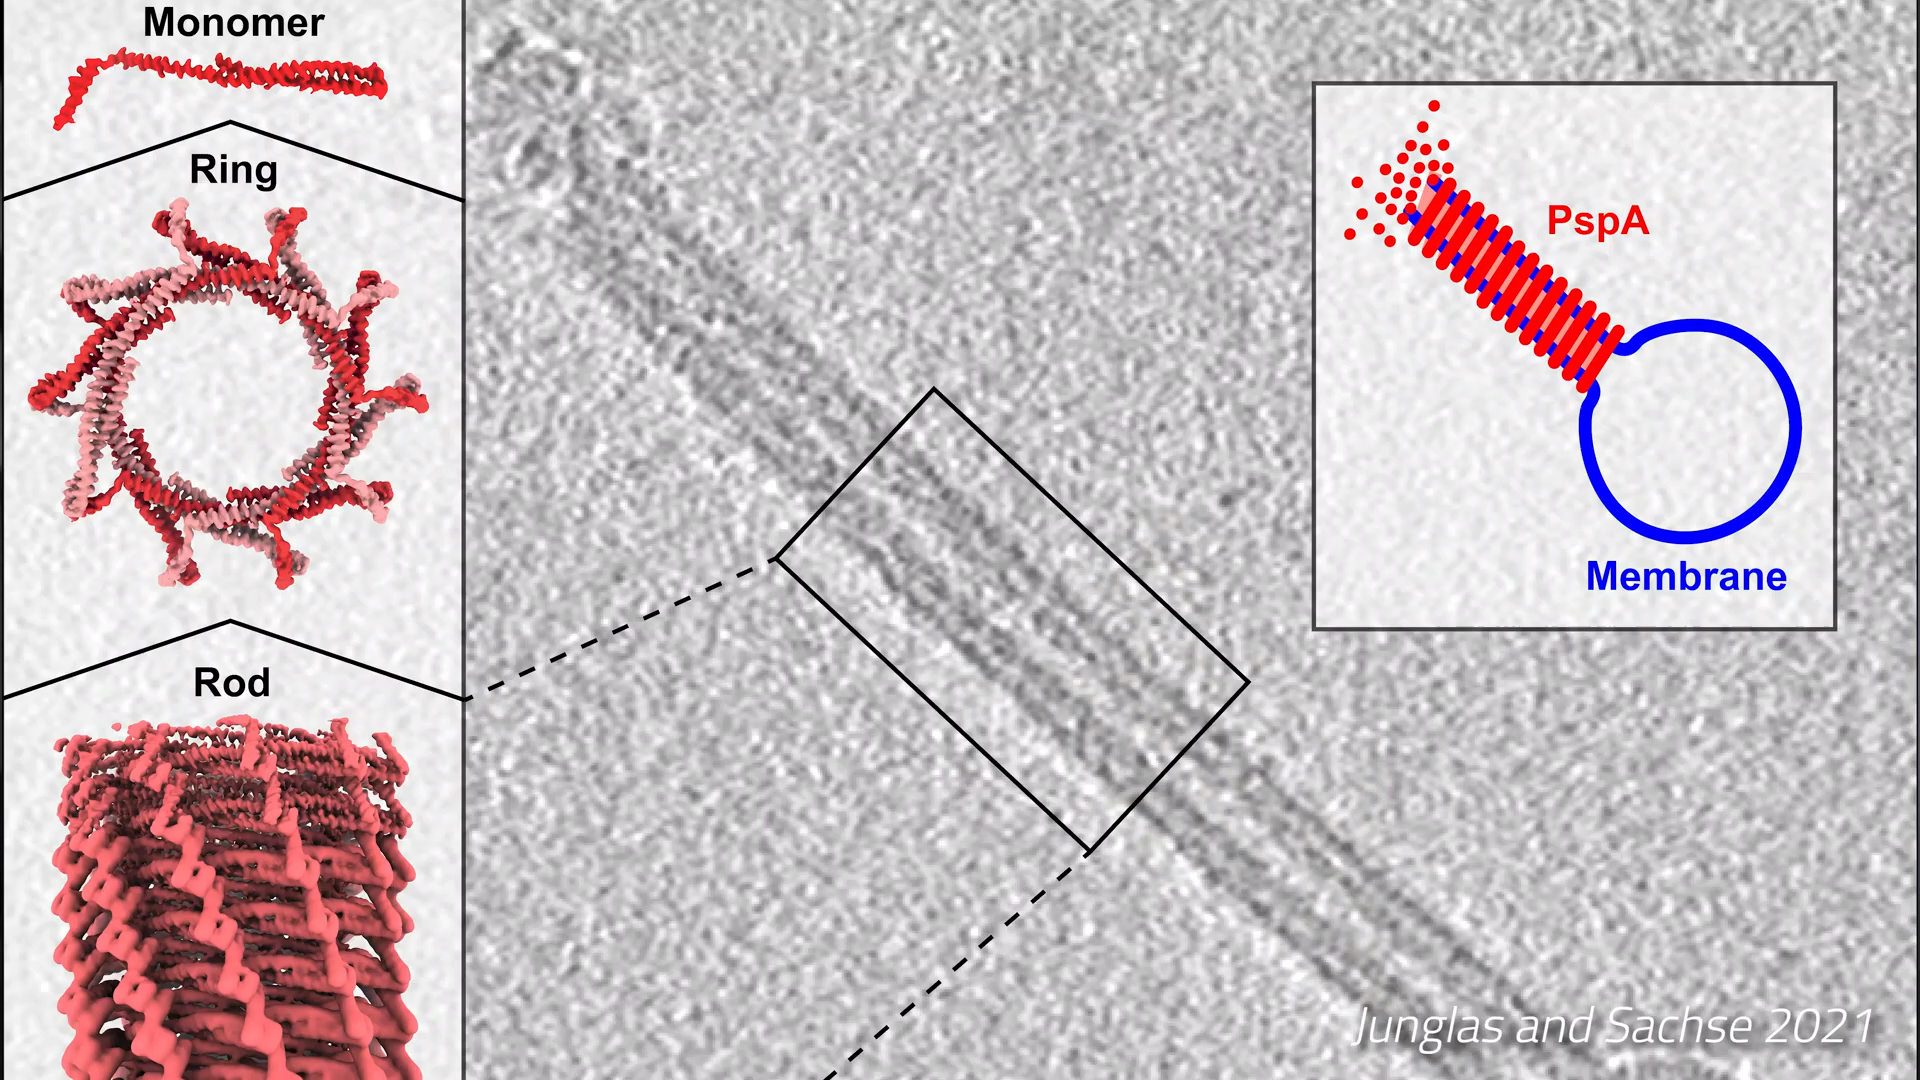 Monomer
Ring
Rod
PspA
Membrane
Junglas and Sachse 2021